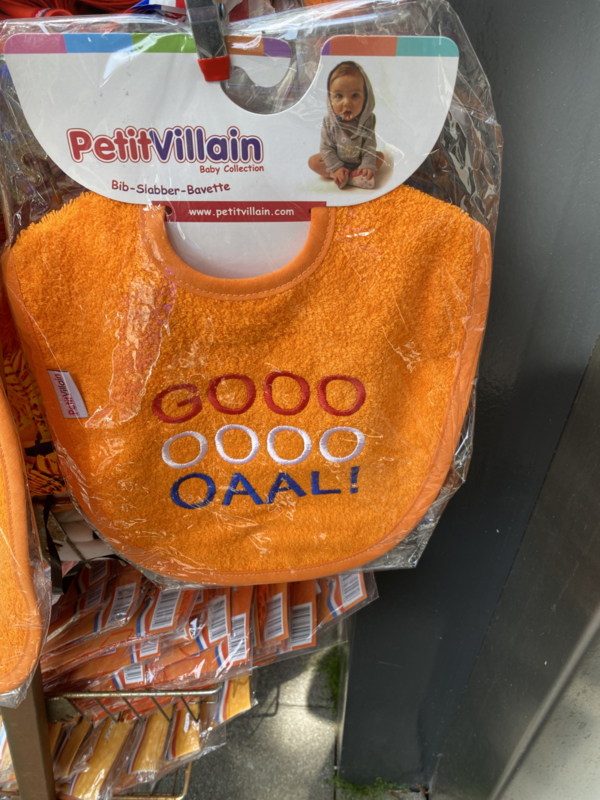 PetitVillain
Baby Collection
Bib-Slabber-Bavette
www.petitvillain.com
PetitVillain
GOOO
OOOO
OAAL!